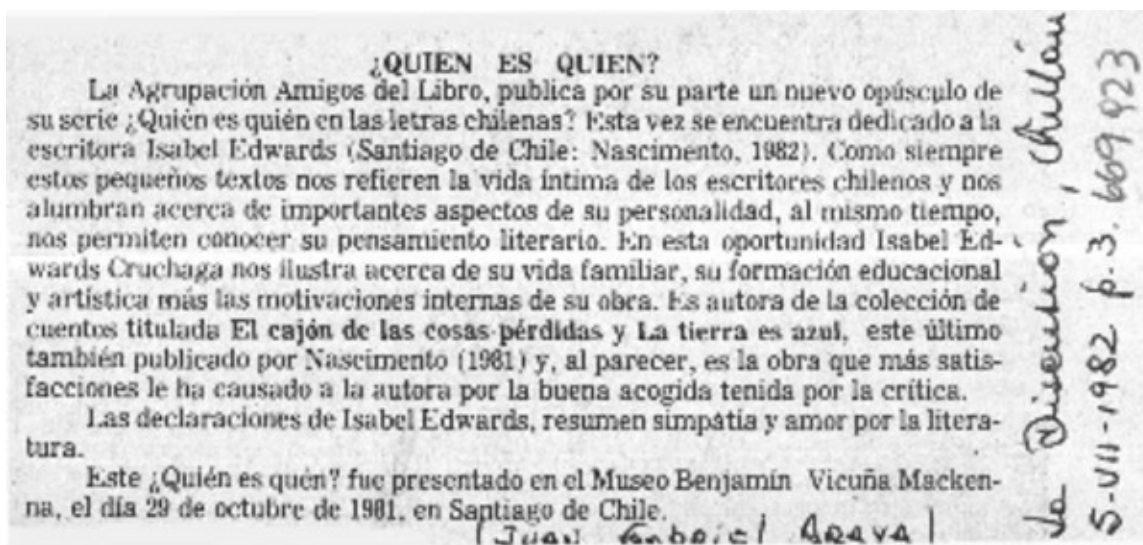 ¿QUIEN ES QUIEN?
La Agrupación Amigos del Libro, publica por su parte un nuevo opúsculo de
su serie ¿Quién es quién en las letras chilenas? Esta vez se encuentra dedicado a la
escritora Isabel Edwards (Santiago de Chile: Nascimento, 1982). Como siempre
estos pequeños textos nos refieren la vida íntima de los escritores chilenos y nos
alumbran acerca de importantes aspectos de su personalidad, al mismo tiempo,
nos permiten conocer su pensamiento literario. En esta oportunidad Isabel Ed-
wards Cruchaga nos ilustra acerca de su vida familiar, su formación educacional
y artística más las motivaciones internas de su obra. Es autora de la colección de
cuentos titulada El cajón de las cosas pérdidas y La tierra es azul, este último
también publicado por Nascimento (1981) y, al parecer, es la obra que más satis-
facciones le ha causado a la autora por la buena acogida tenida por la crítica.
Las declaraciones de Isabel Edwards, resumen simpatía y amor por la litera-
tura.
Este ¿Quién es quén? fue presentado en el Museo Benjamín Vicuña Macken-
na, el día 29 de octubre de 1981, en Santiago de Chile.
(Juan Gabriel Araya)
La Discusión, Chillán
5-VII-1982 p.3. 669923